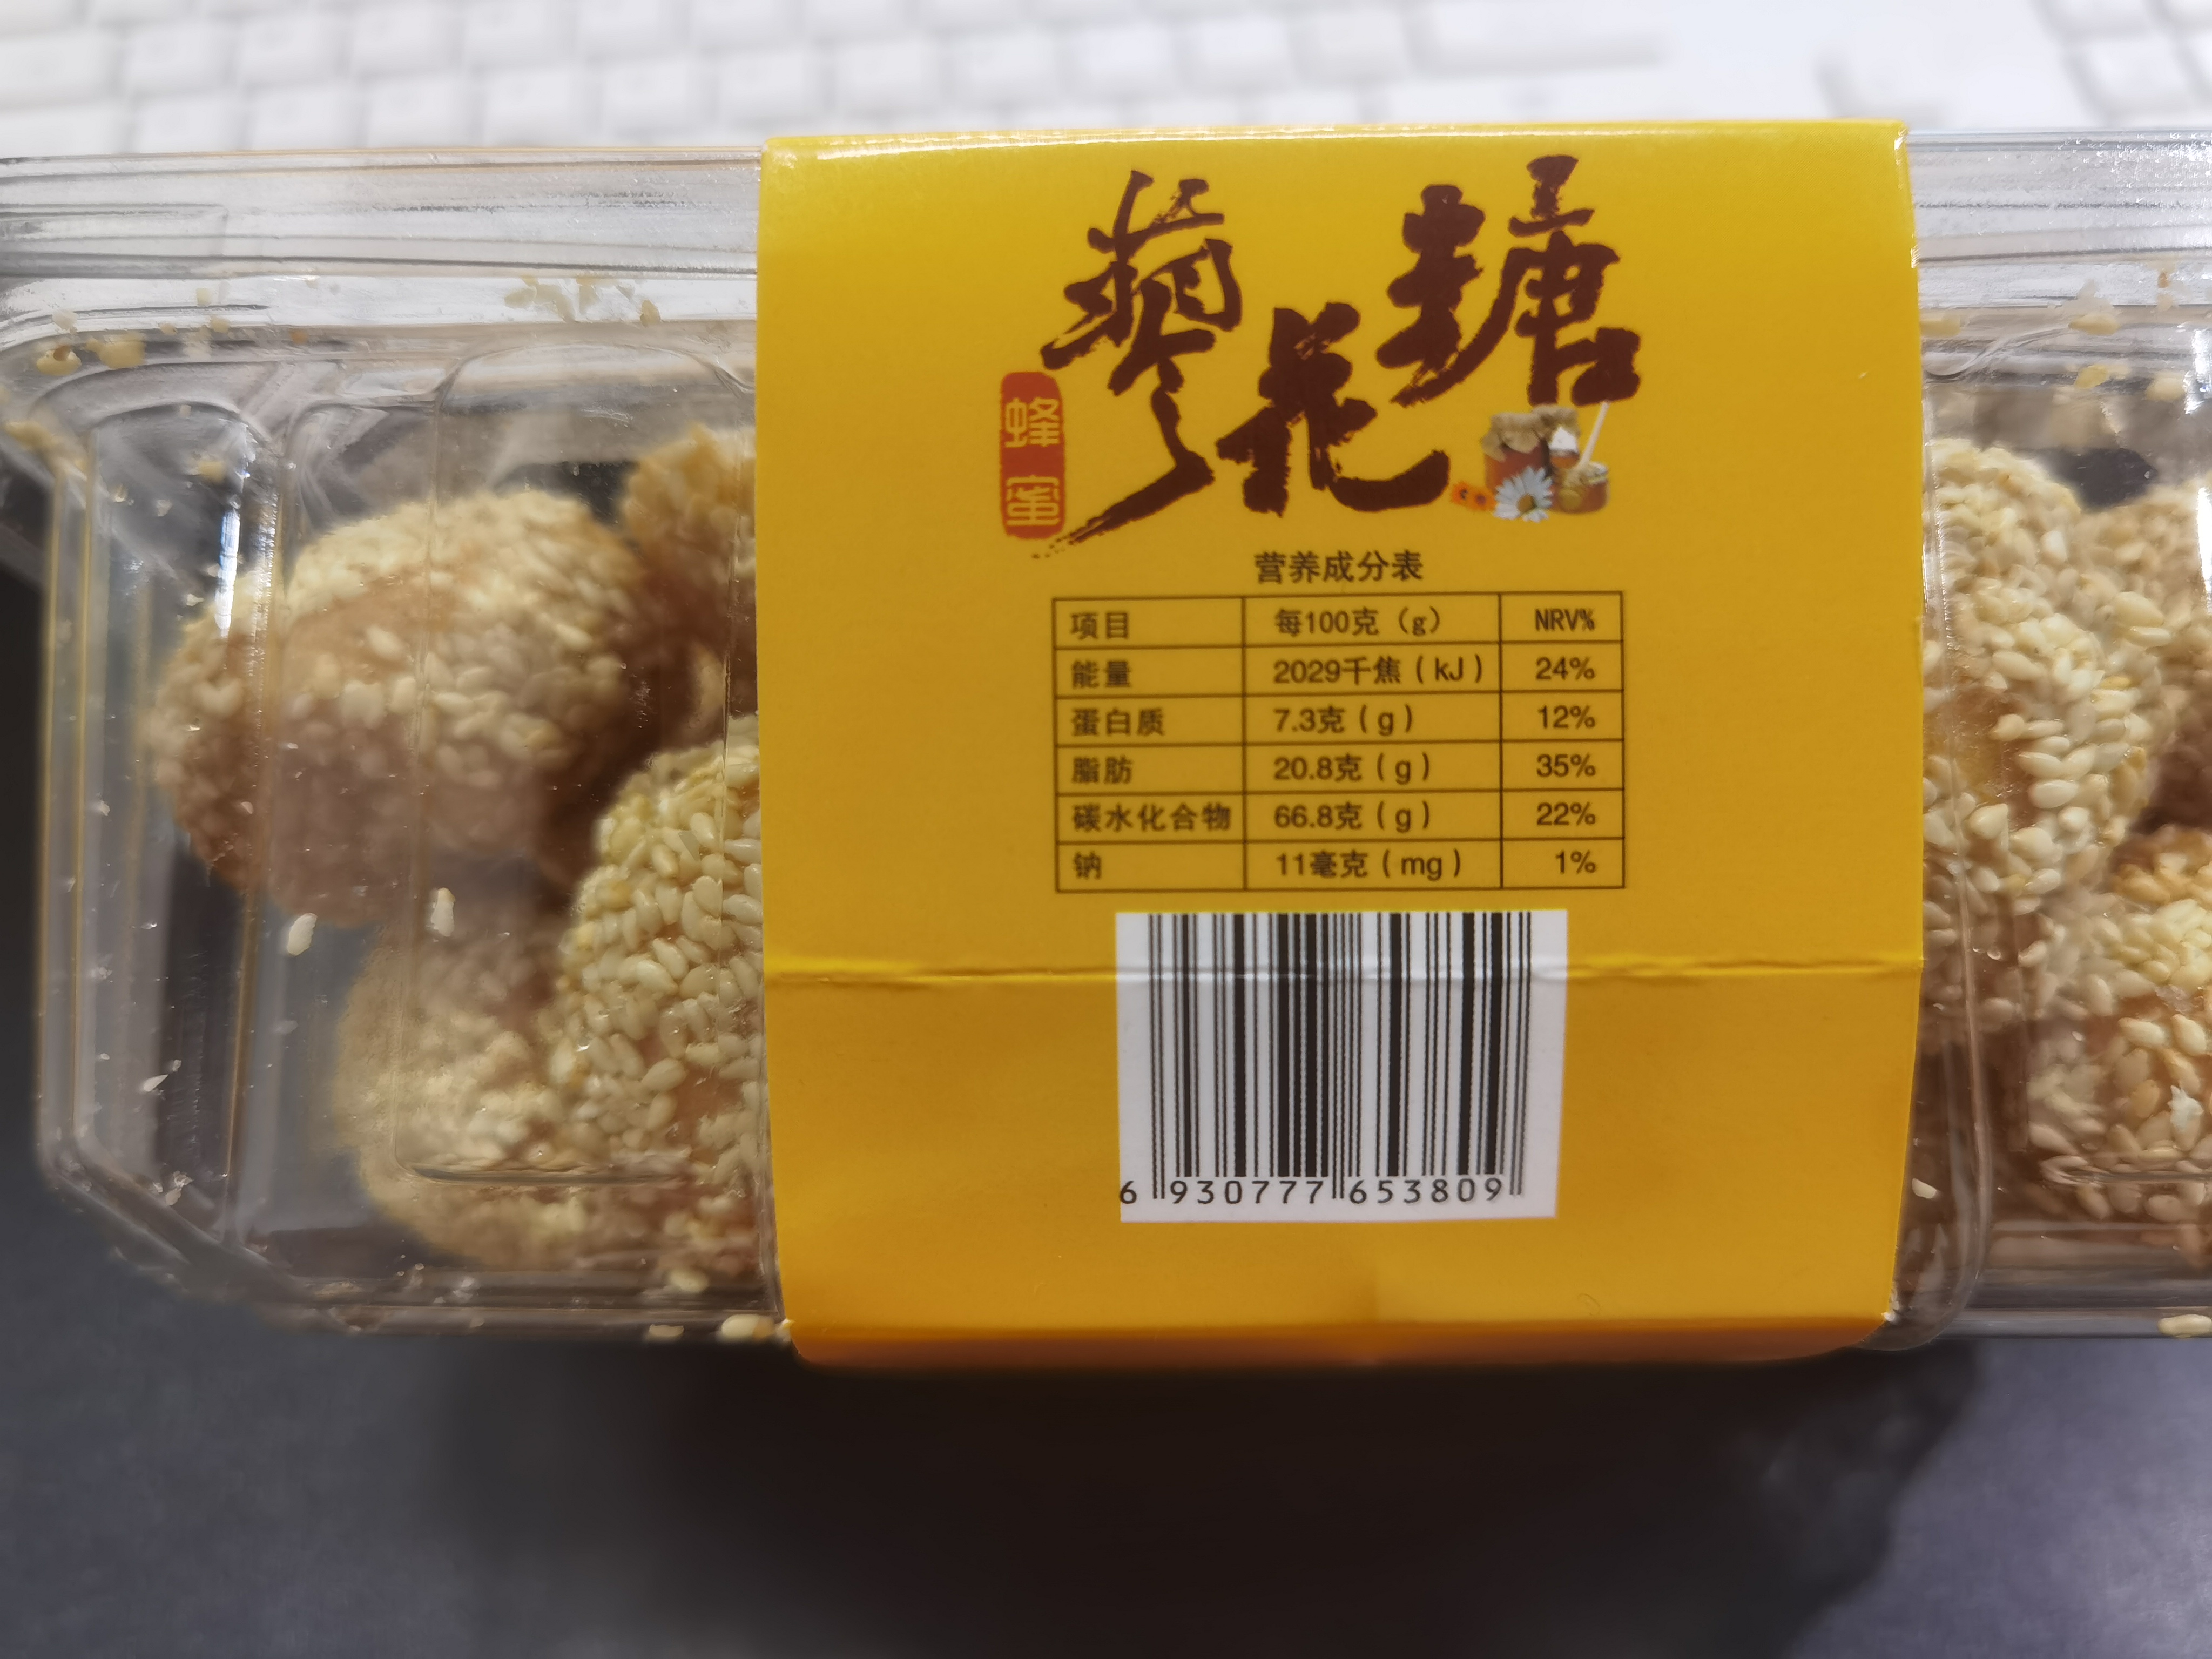 蓼花糖
蜂蜜
营养成分表
项目 每100克（g） NRV%
能量 2029千焦（kJ） 24%
蛋白质 7.3克（g） 12%
脂肪 20.8克（g） 35%
碳水化合物 66.8克（g） 22%
钠 11毫克（mg） 1%
6 930777 653809